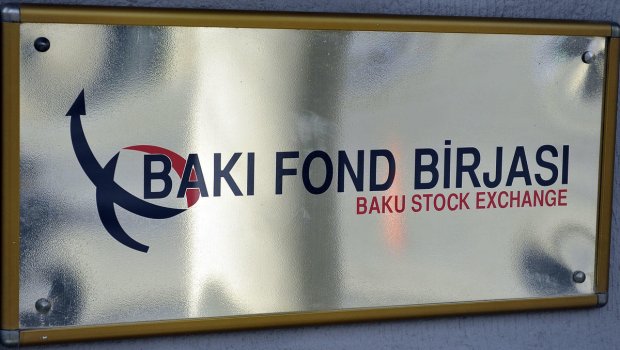 BAKI FOND BİRJASI
BAKU STOCK EXCHANGE